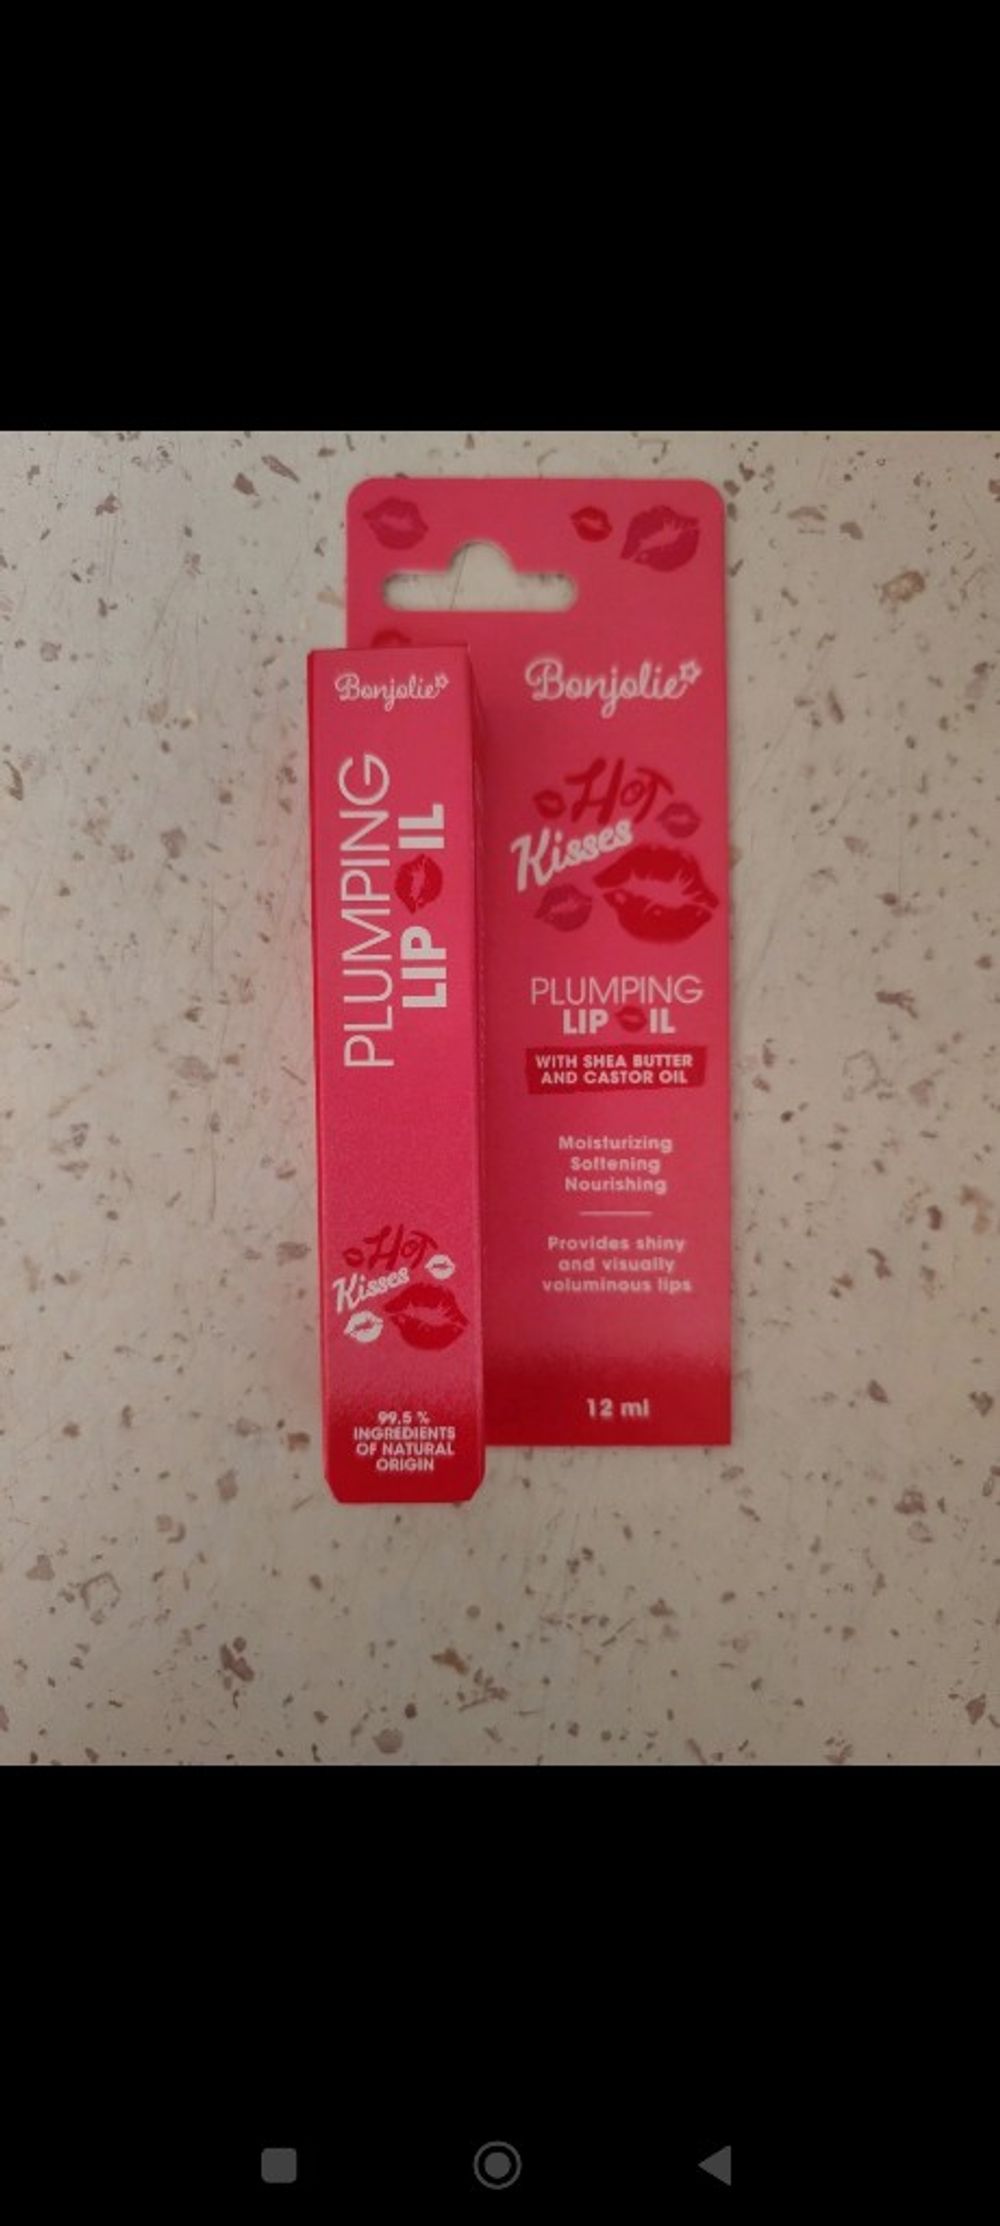 Bonjolie
PLUMPING
LIP OIL
Hot
Kisses
99.5 %
INGREDIENTS
OF NATURAL
ORIGIN
Bonjolie
Hot
Kisses
PLUMPING
LIP OIL
WITH SHEA BUTTER
AND CASTOR OIL
Moisturizing
Softening
Nourishing
Provides shiny
and visually
voluminous lips
12 ml